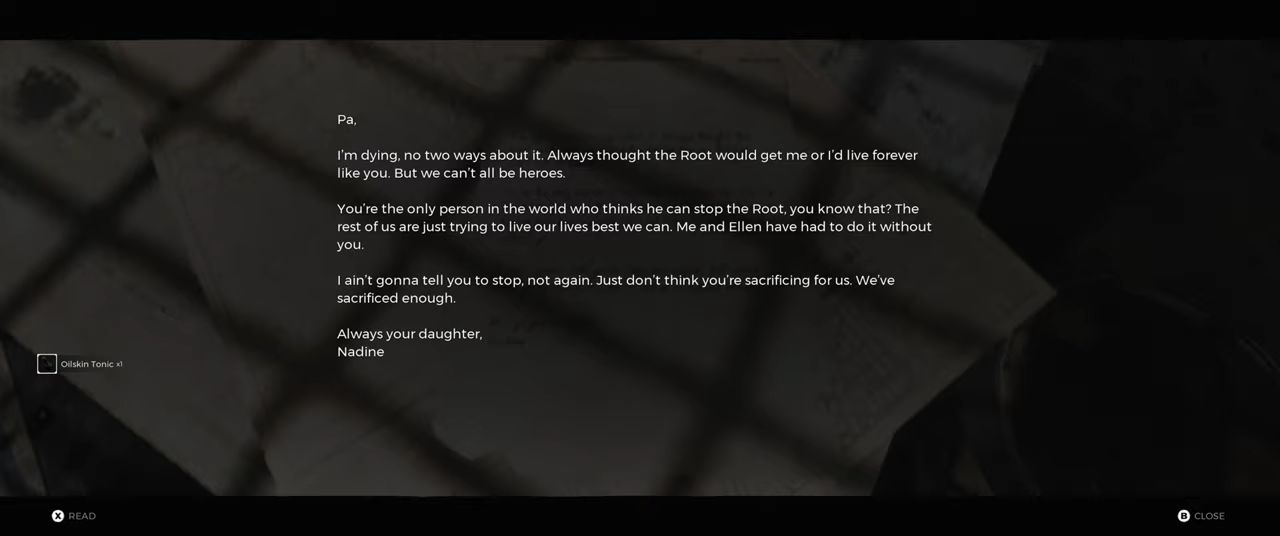 Pa,
I'm dying, no two ways about it. Always thought the Root would get me or I'd live forever
like you. But we can't all be heroes.
You're the only person in the world who thinks he can stop the Root, you know that? The
rest of us are just trying to live our lives best we can. Me and Ellen have had to do it without
you.
I ain't gonna tell you to stop, not again. Just don't think you're sacrificing for us. We've
sacrificed enough.
Always your daughter,
Nadine
Oilskin Tonic x1
X READ
B CLOSE